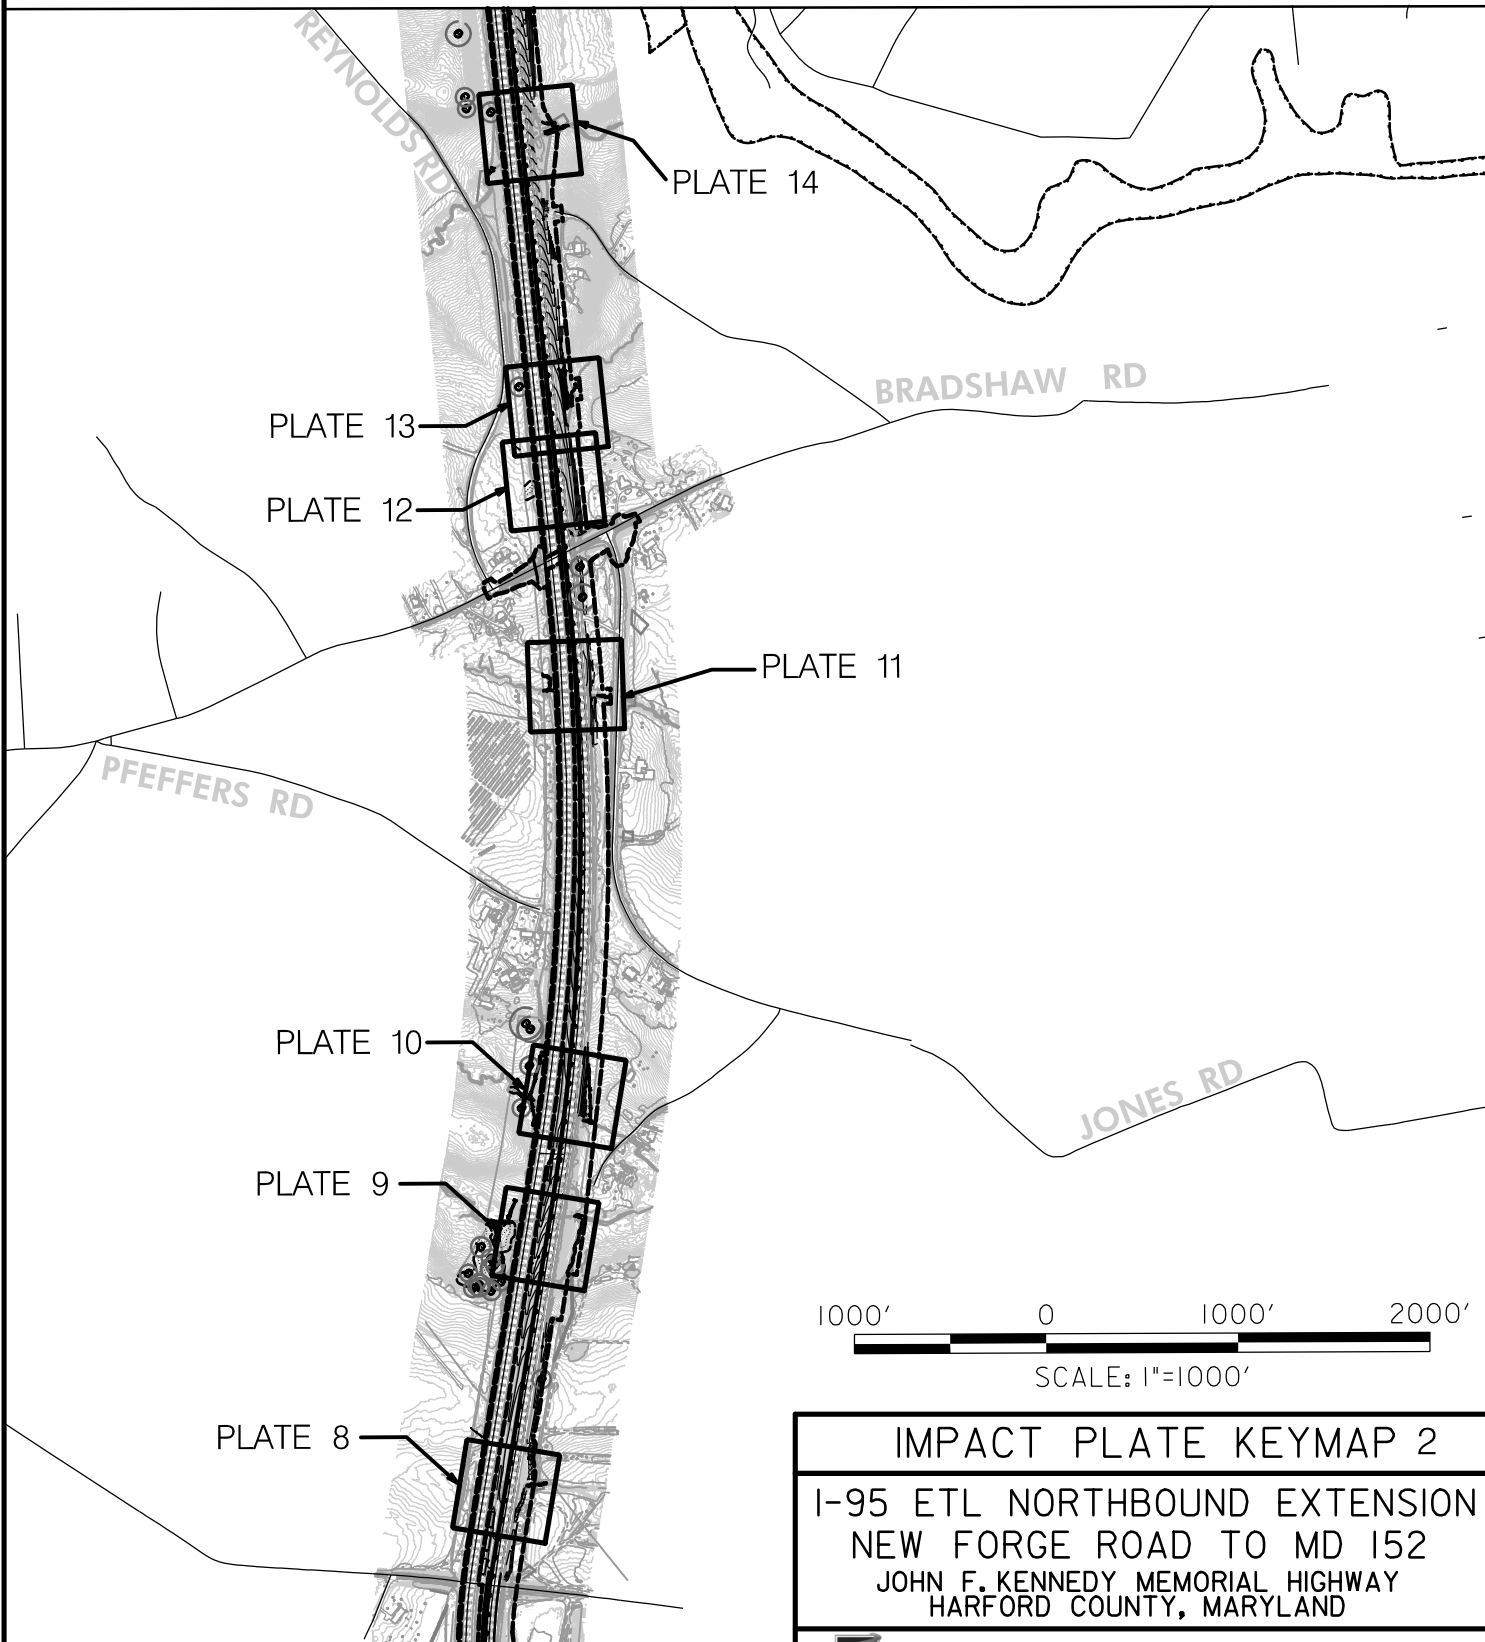 REYNOLDS RD
PLATE 14
BRADSHAW RD
PLATE 13
PLATE 12
PLATE 11
PFEFFERS RD
PLATE 10
JONES RD
PLATE 9
1000' 0 1000' 2000'
SCALE: 1"=1000'
PLATE 8
IMPACT PLATE KEYMAP 2
I-95 ETL NORTHBOUND EXTENSION
NEW FORGE ROAD TO MD 152
JOHN F. KENNEDY MEMORIAL HIGHWAY
HARFORD COUNTY, MARYLAND